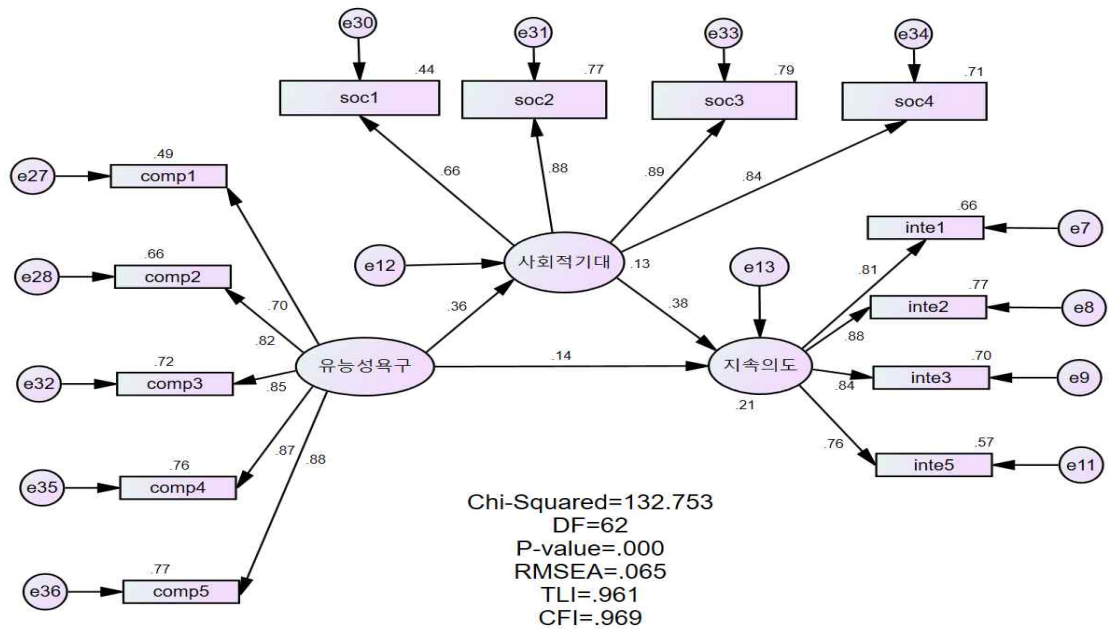 e30
e31
e33
e34
.44
.77
.79
.71
soc1
soc2
soc3
soc4
.49
e27
comp1
.66
.88
.89
.84
.66
inte1
e7
.66
e28
comp2
e12
사회적기대
.13
e13
.81
.77
inte2
e8
.70
.82
.36
.38
.88
.72
e32
comp3
.85
유능성욕구
.14
지속의도
.21
.84
.70
inte3
e9
.87
.88
.76
.76
e35
comp4
.57
inte5
e11
.77
e36
comp5
Chi-Squared=132.753
DF=62
P-value=.000
RMSEA=.065
TLI=.961
CFI=.969